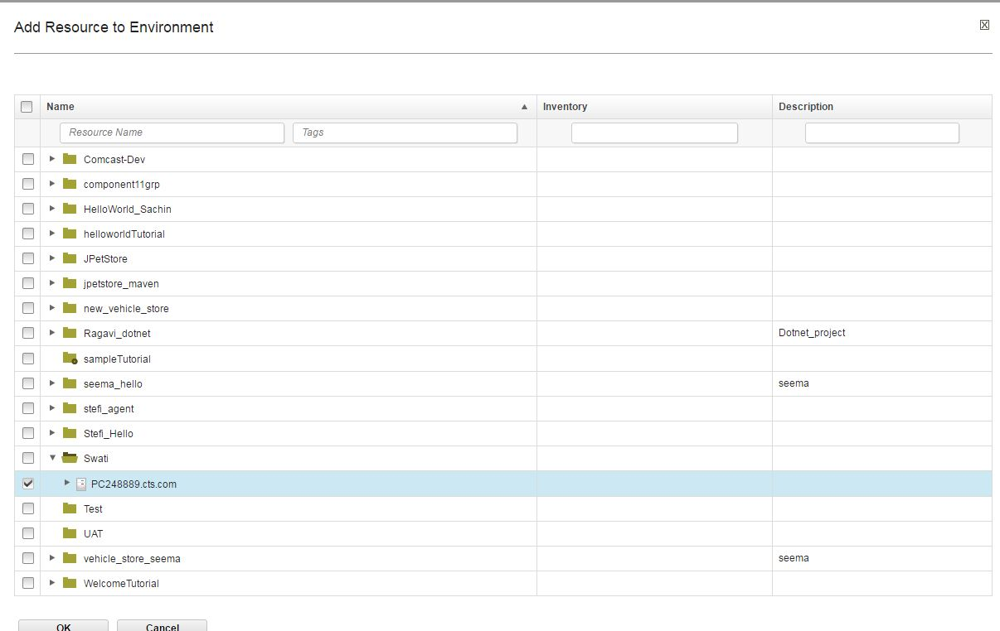 Add Resource to Environment
Name Inventory Description
Resource Name Tags
Comcast-Dev
component11grp
HelloWorld_Sachin
helloworldTutorial
JPetStore
jpetstore_maven
new_vehicle_store
Ragavi_dotnet Dotnet_project
sampleTutorial
seema_hello seema
stefi_agent
Stefi_Hello
Swati
PC248889.cts.com
Test
UAT
vehicle_store_seema seema
WelcomeTutorial
OK Cancel